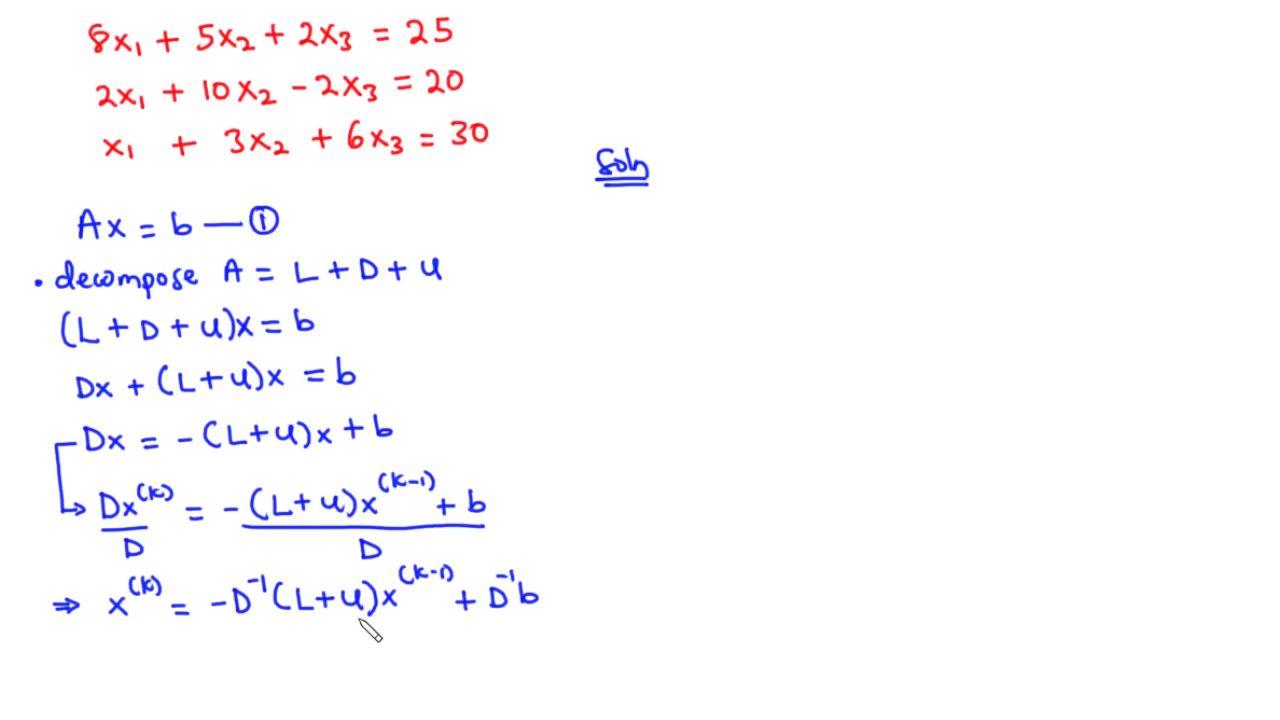 8x₁ + 5x₂ + 2x₃ = 25
2x₁ + 10x₂ - 2x₃ = 20
x₁ + 3x₂ + 6x₃ = 30
Soln
Ax = b — ①
• decompose A = L + D + U
(L + D + U)x = b
Dx + (L + U)x = b
Dx = - (L+U)x + b
Dx⁽ᵏ⁾ = - (L+U)x⁽ᵏ⁻¹⁾ + b
D D
⇒ x⁽ᵏ⁾ = -D⁻¹(L+U)x⁽ᵏ⁻¹⁾ + D⁻¹b